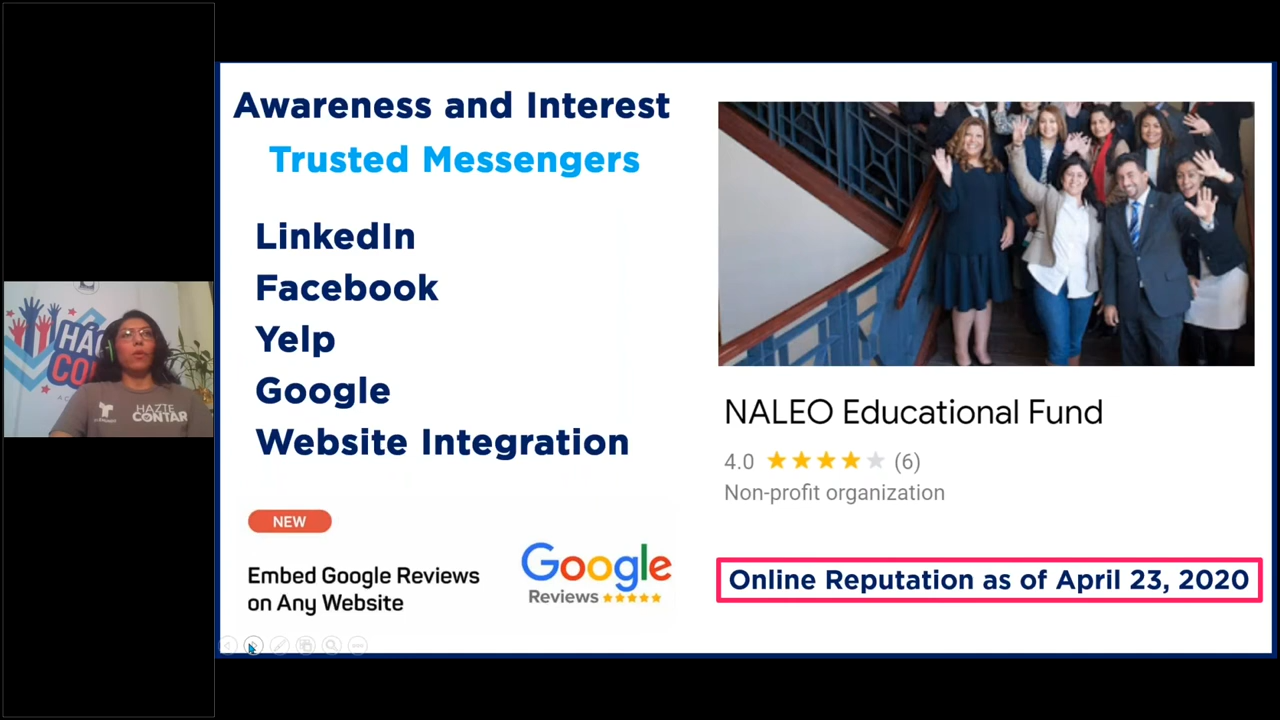 Awareness and Interest
Trusted Messengers
LinkedIn
Facebook
Yelp
Google
Website Integration
NEW
Embed Google Reviews
on Any Website
Google
Reviews
NALEO Educational Fund
4.0 (6)
Non-profit organization
Online Reputation as of April 23, 2020
HAZTE
CONTAR